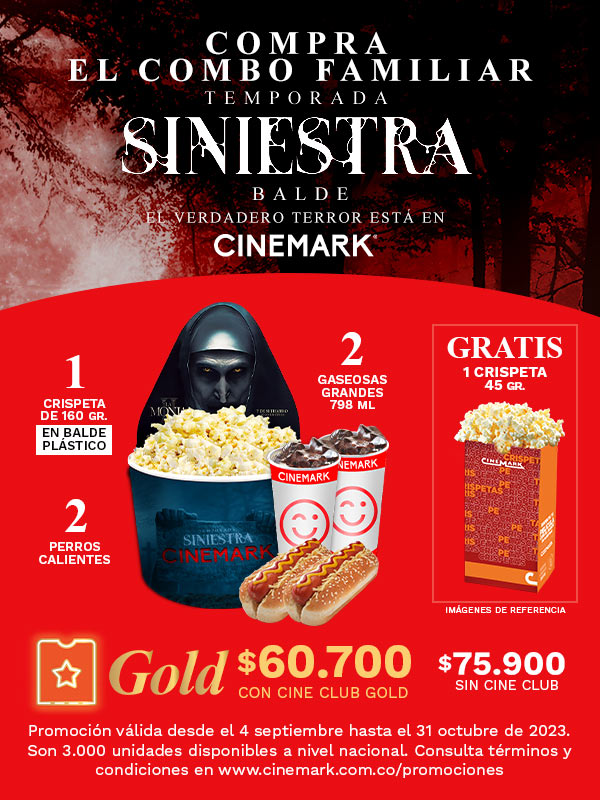 COMPRA
EL COMBO FAMILIAR
TEMPORADA
SINIESTRA
BALDE
EL VERDADERO TERROR ESTÁ EN
CINEMARK
1
CRISPETA
DE 160 GR.
EN BALDE
PLÁSTICO
2
PERROS
CALIENTES
2
GASEOSAS
GRANDES
798 ML
SINIESTRA
CINEMARK
CINEMARK
NEMARK
GRATIS
1 CRISPETA
45 GR.
CINEMARK
IMÁGENES DE REFERENCIA
Gold $60.700
CON CINE CLUB GOLD
$75.900
SIN CINE CLUB
Promoción válida desde el 4 septiembre hasta el 31 octubre de 2023.
Son 3.000 unidades disponibles a nivel nacional. Consulta términos y
condiciones en www.cinemark.com.co/promociones